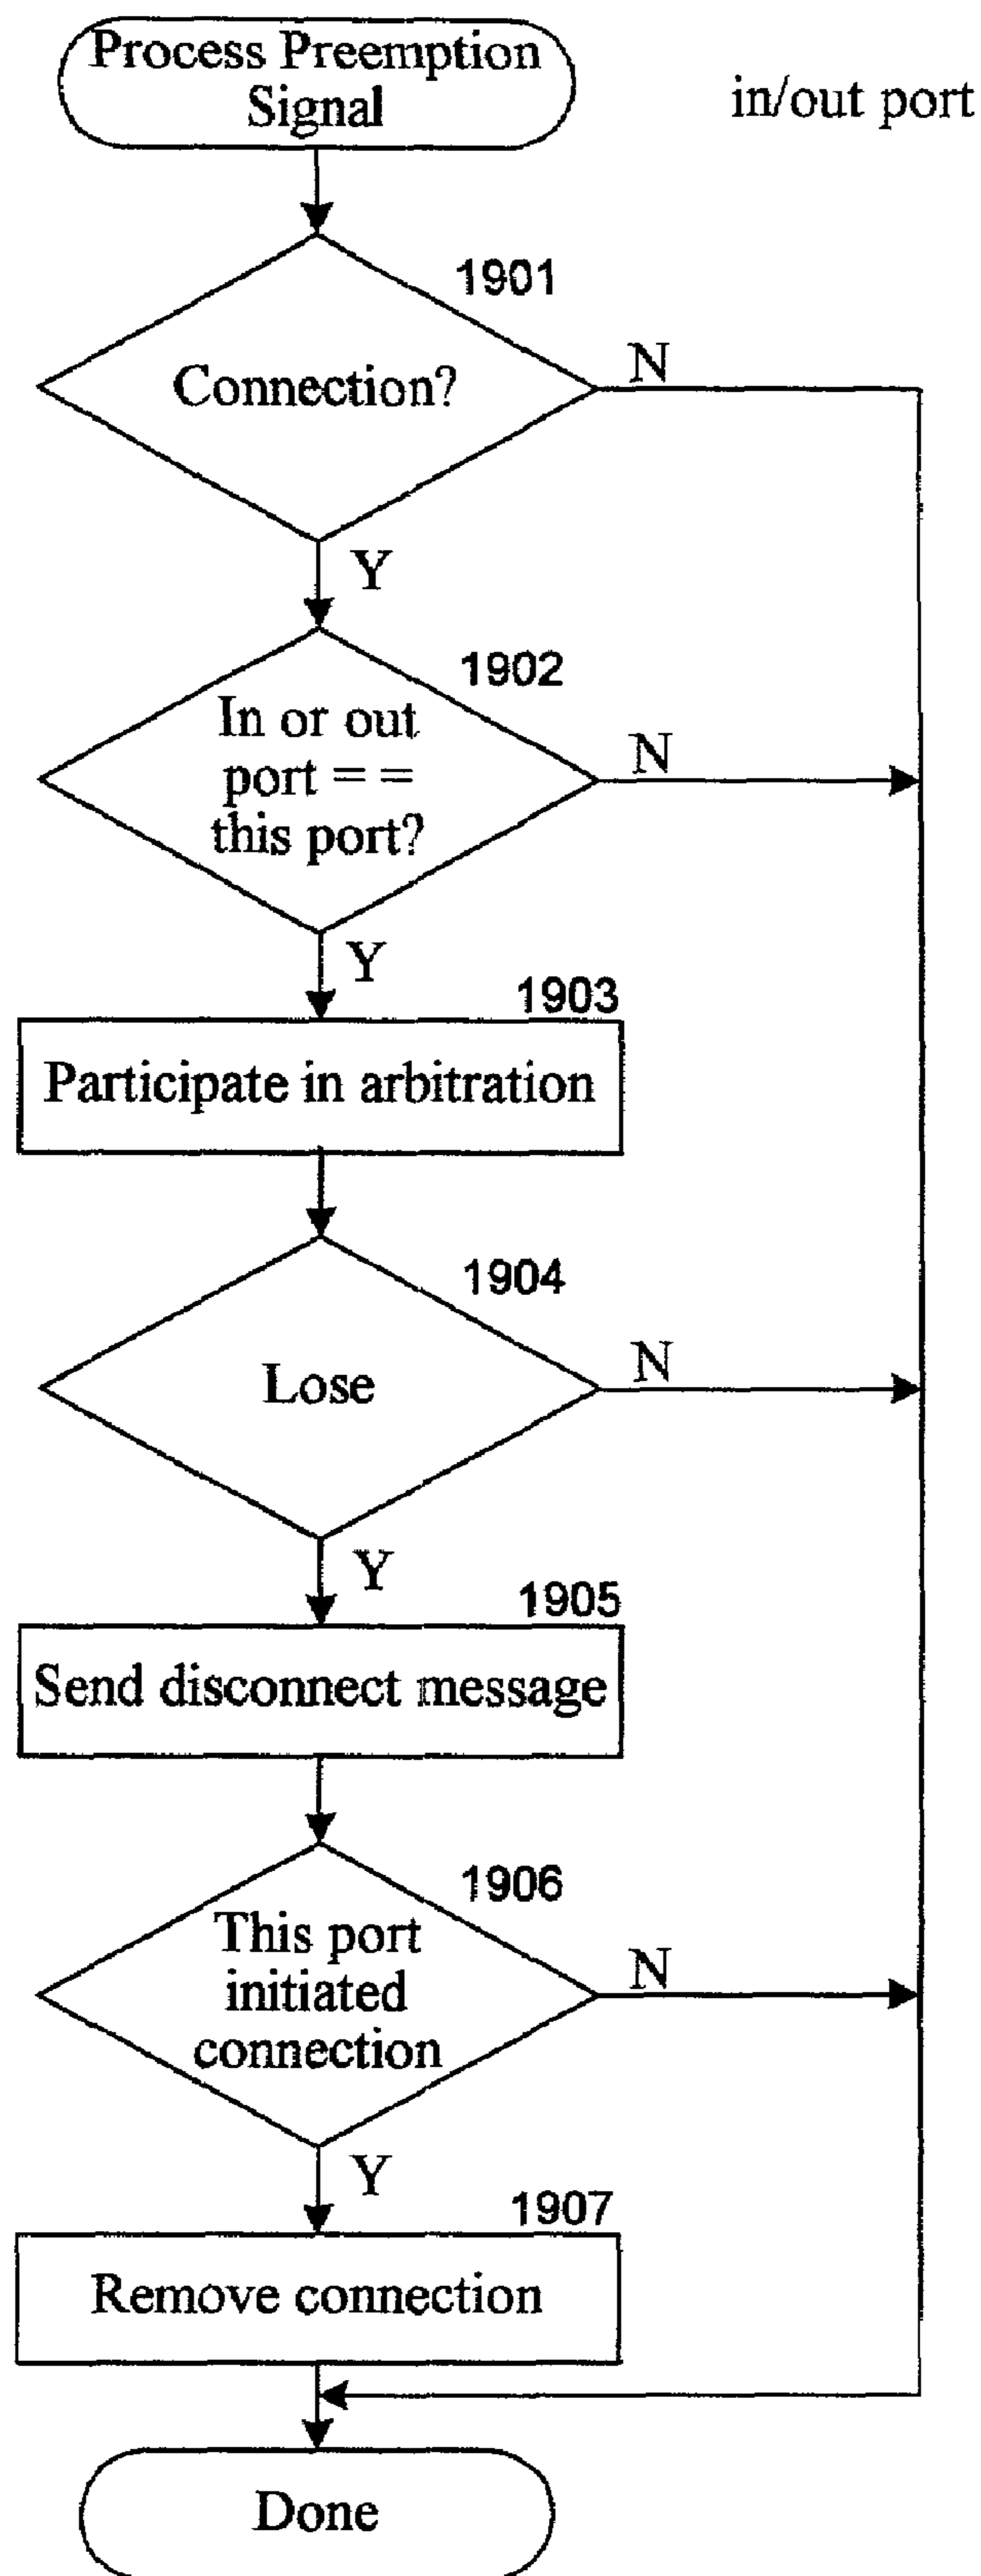 Process Preemption
Signal
in/out port
1901
Connection?
N
Y
1902
In or out
port ==
this port?
N
Y
1903
Participate in arbitration
1904
Lose
N
Y
1905
Send disconnect message
1906
This port
initiated
connection
N
Y
1907
Remove connection
Done